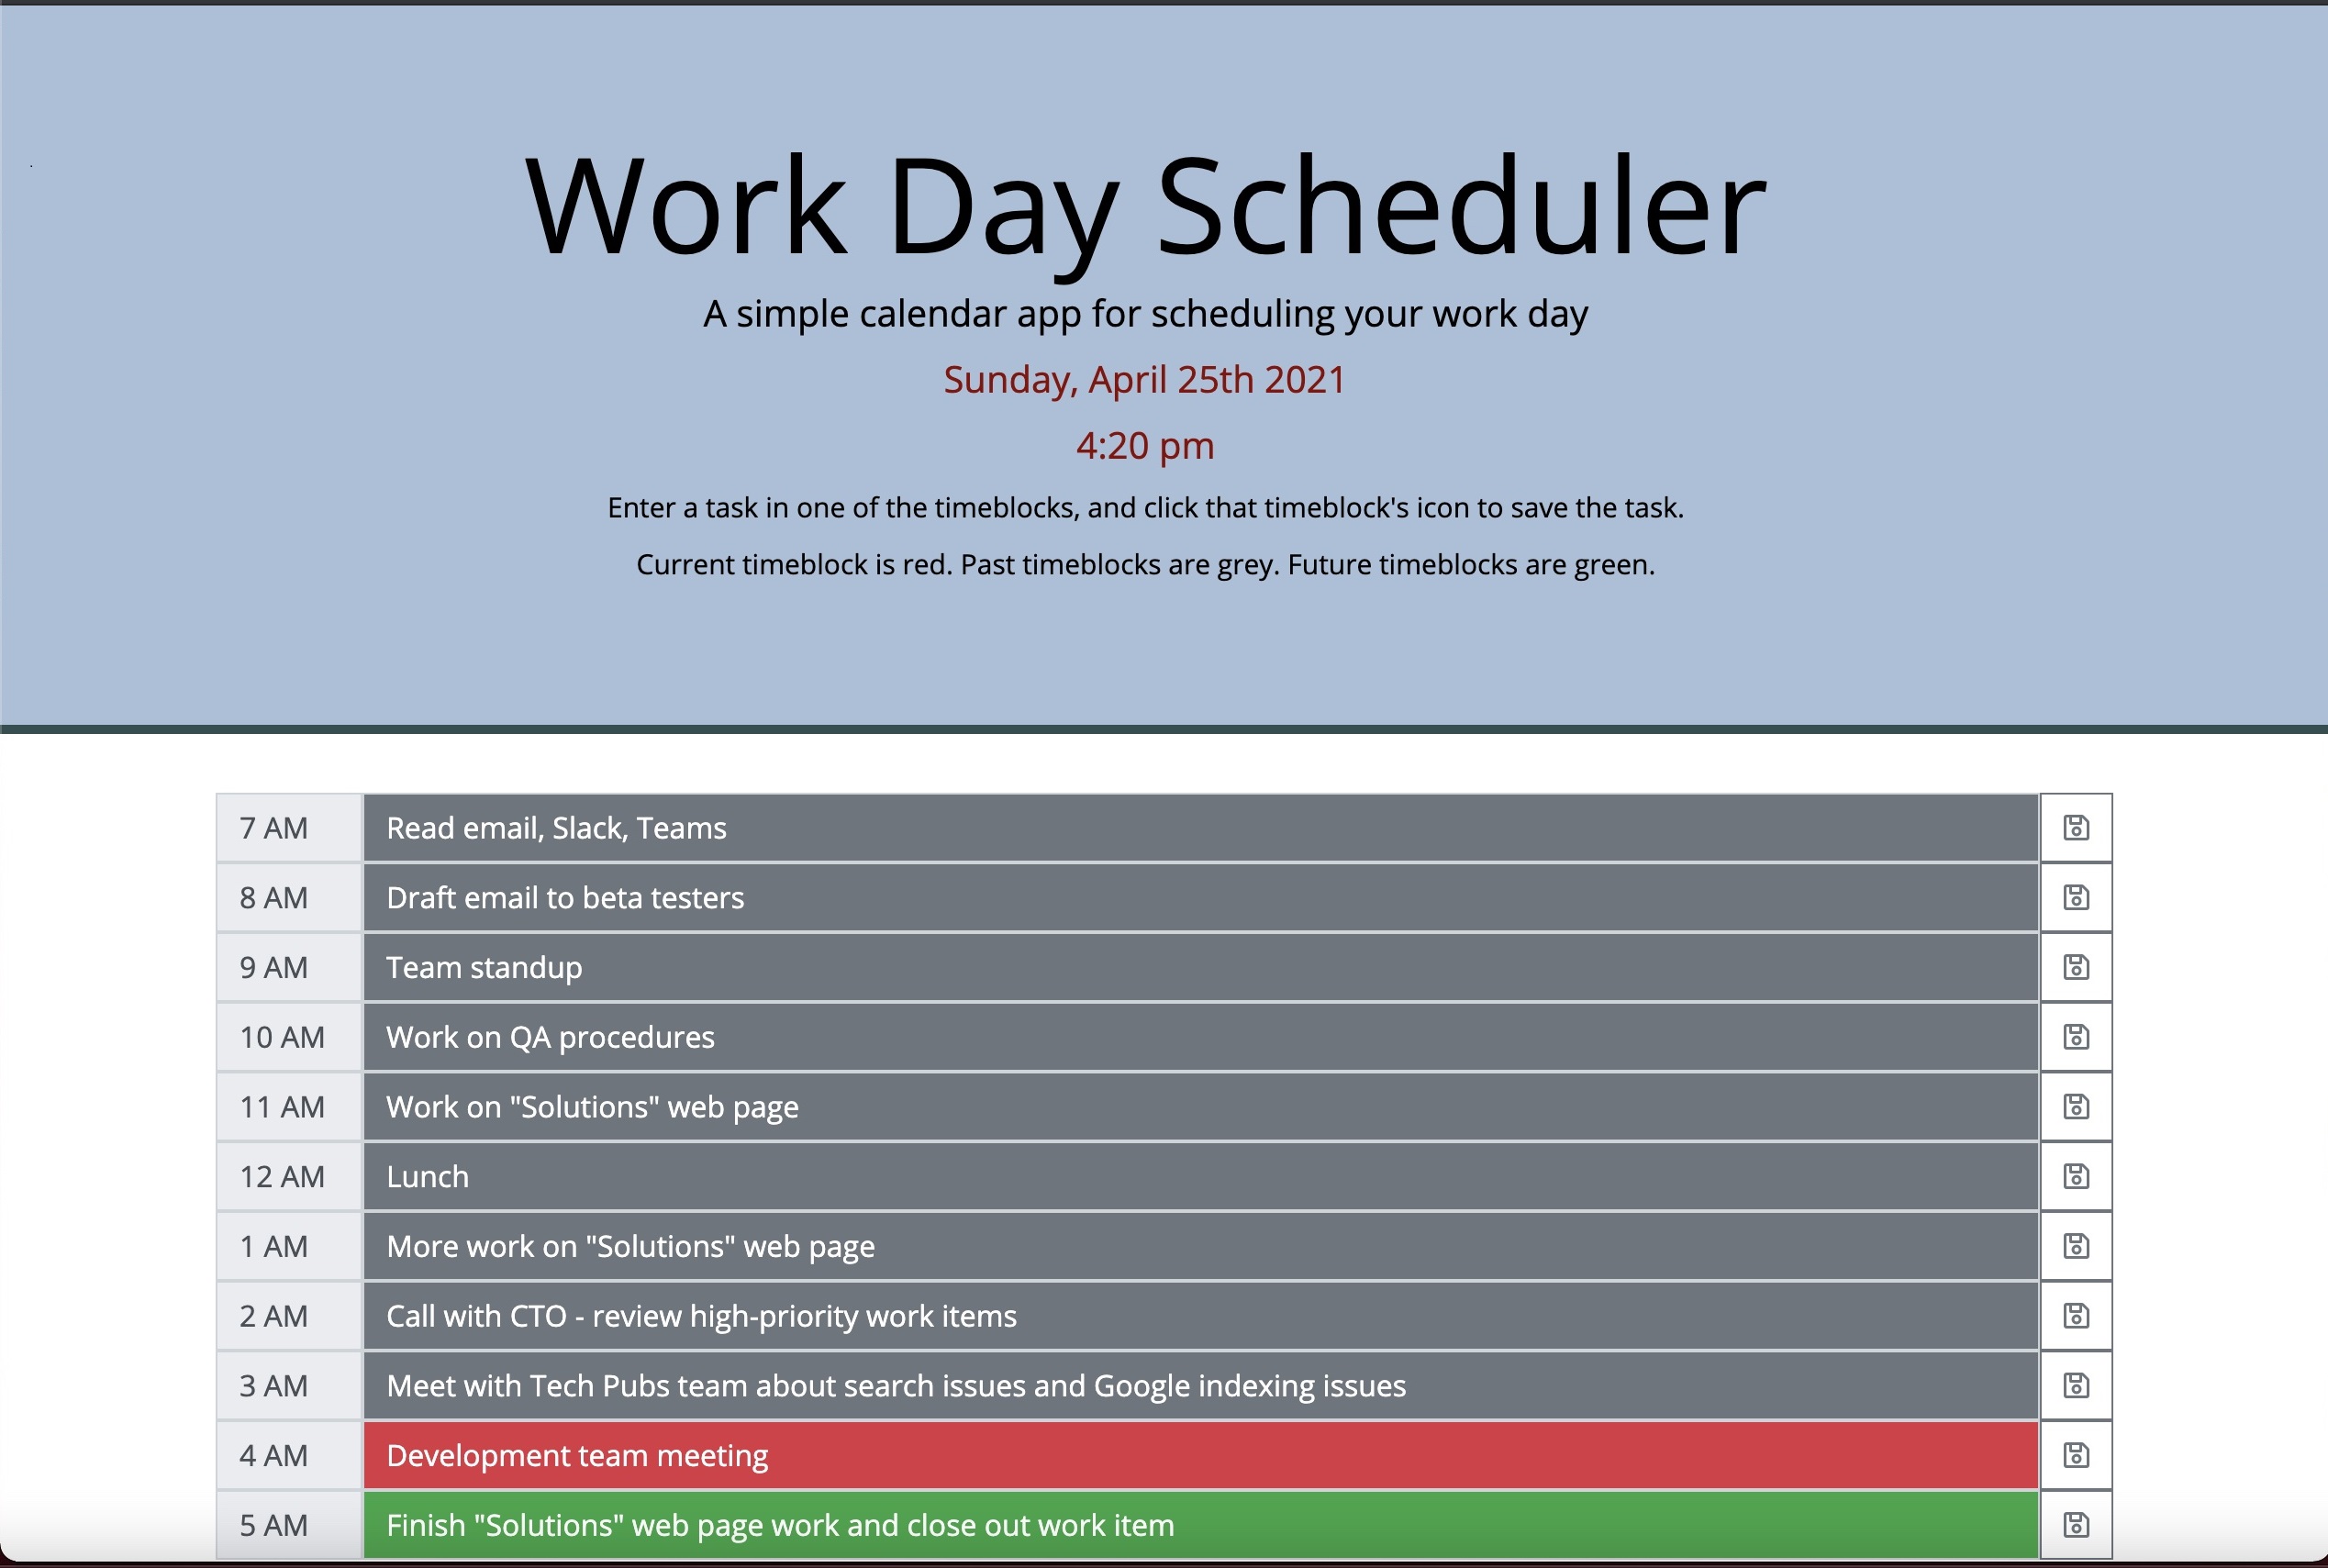 Work Day Scheduler
A simple calendar app for scheduling your work day
Sunday, April 25th 2021
4:20 pm
Enter a task in one of the timeblocks, and click that timeblock's icon to save the task.
Current timeblock is red. Past timeblocks are grey. Future timeblocks are green.
7 AM Read email, Slack, Teams
8 AM Draft email to beta testers
9 AM Team standup
10 AM Work on QA procedures
11 AM Work on "Solutions" web page
12 AM Lunch
1 AM More work on "Solutions" web page
2 AM Call with CTO - review high-priority work items
3 AM Meet with Tech Pubs team about search issues and Google indexing issues
4 AM Development team meeting
5 AM Finish "Solutions" web page work and close out work item